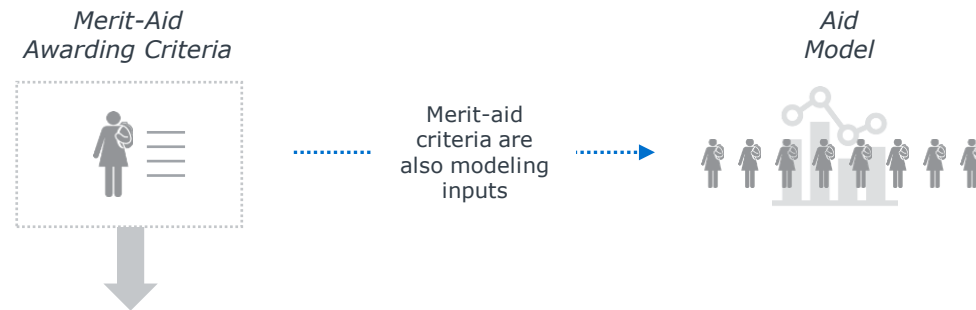 Merit-Aid
Awarding Criteria
Aid
Model
Merit-aid
criteria are
also modeling
inputs